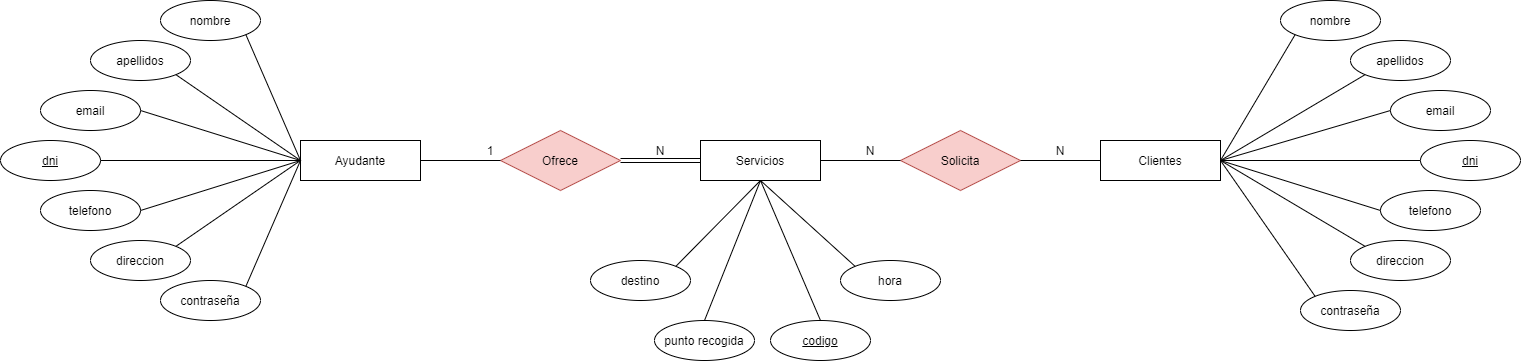 nombre
apellidos
email
dni
telefono
direccion
contraseña
Ayudante
1
Ofrece
N
Servicios
destino
punto recogida
codigo
hora
N
Solicita
N
Clientes
nombre
apellidos
email
dni
telefono
direccion
contraseña